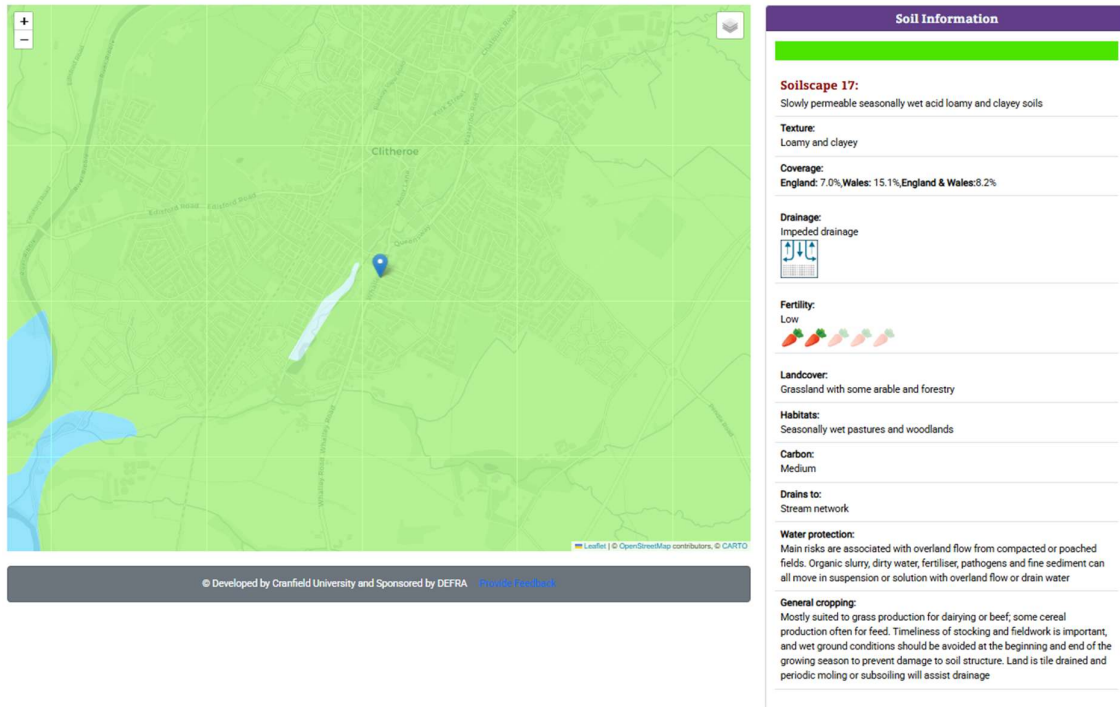 +
−
Clitheroe
Edisford Road
Whalley Road
Leaflet | © OpenStreetMap contributors, © CARTO
© Developed by Cranfield University and Sponsored by DEFRA Provide Feedback
Soil Information
Soilscape 17:
Slowly permeable seasonally wet acid loamy and clayey soils
Texture:
Loamy and clayey
Coverage:
England: 7.0%,Wales: 15.1%,England & Wales:8.2%
Drainage:
Impeded drainage
Fertility:
Low
Landcover:
Grassland with some arable and forestry
Habitats:
Seasonally wet pastures and woodlands
Carbon:
Medium
Drains to:
Stream network
Water protection:
Main risks are associated with overland flow from compacted or poached
fields. Organic slurry, dirty water, fertiliser, pathogens and fine sediment can
all move in suspension or solution with overland flow or drain water
General cropping:
Mostly suited to grass production for dairying or beef; some cereal
production often for feed. Timeliness of stocking and fieldwork is important,
and wet ground conditions should be avoided at the beginning and end of the
growing season to prevent damage to soil structure. Land is tile drained and
periodic moling or subsoiling will assist drainage